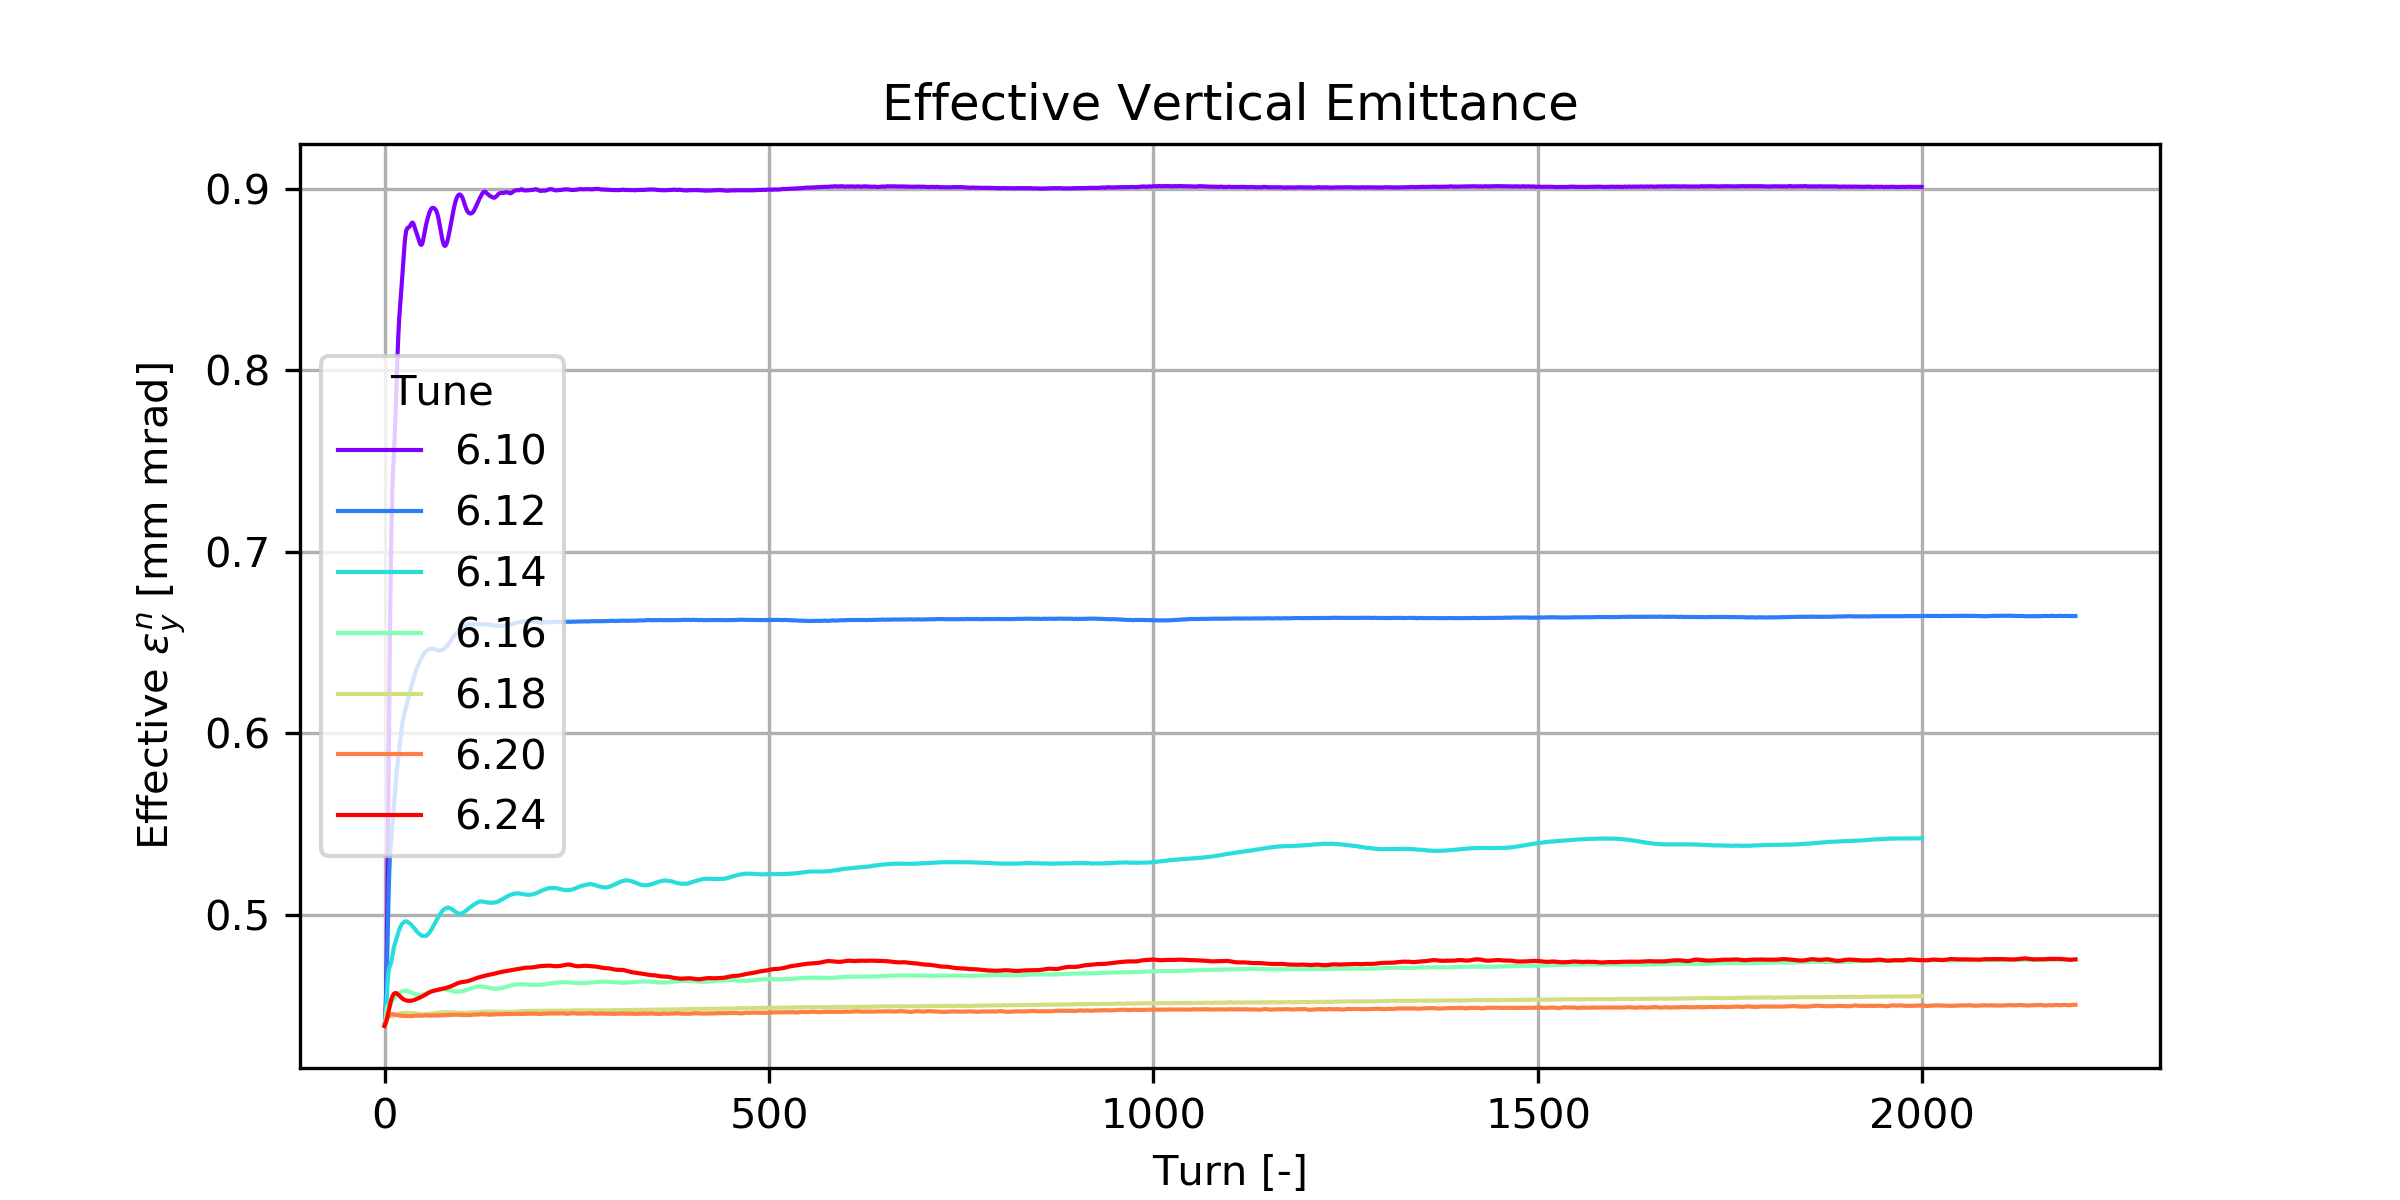 Effective Vertical Emittance
Effective εⁿ_y [mm mrad]
0.9
0.8
0.7
0.6
0.5
Tune
6.10
6.12
6.14
6.16
6.18
6.20
6.24
0 500 1000 1500 2000
Turn [-]